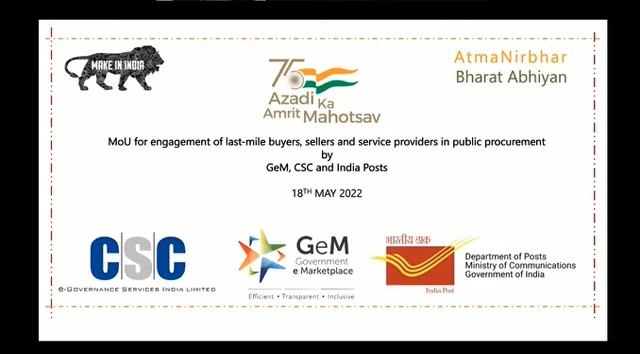 MAKE IN INDIA
75
Azadi Ka
Amrit Mahotsav
AtmaNirbhar
Bharat Abhiyan
MoU for engagement of last-mile buyers, sellers and service providers in public procurement
by
GeM, CSC and India Posts
18TH MAY 2022
CSC
e-GOVERNANCE SERVICES INDIA LIMITED
GeM
Government
e Marketplace
Efficient • Transparent • Inclusive
भारतीय डाक
India Post
Department of Posts
Ministry of Communications
Government of India